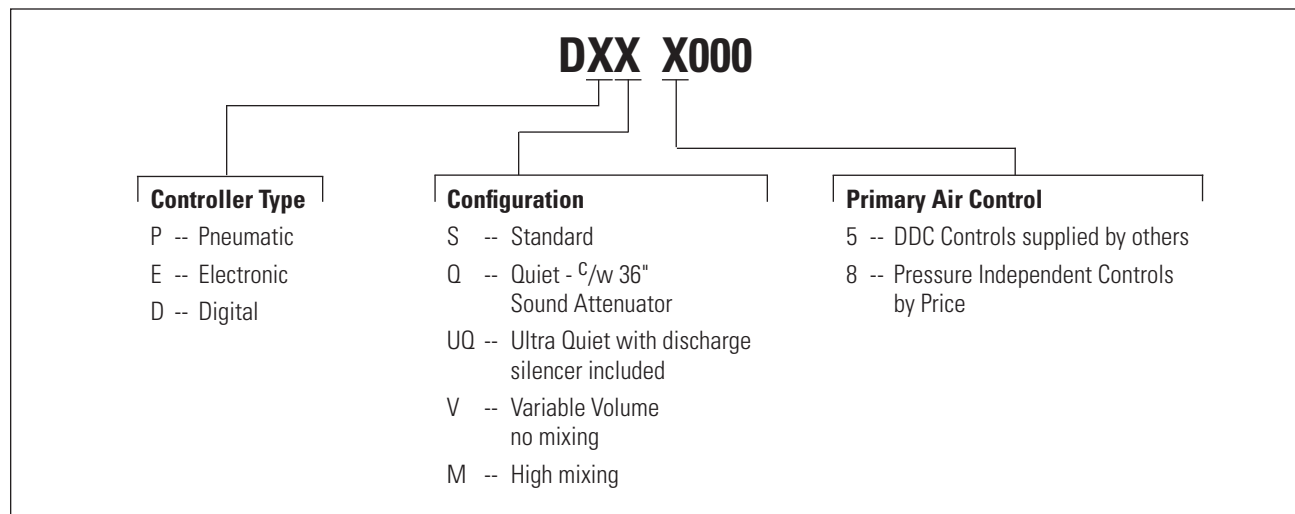 DXX X000
Controller Type
P -- Pneumatic
E -- Electronic
D -- Digital
Configuration
S -- Standard
Q -- Quiet - c/w 36"
Sound Attenuator
UQ -- Ultra Quiet with discharge
silencer included
V -- Variable Volume
no mixing
M -- High mixing
Primary Air Control
5 -- DDC Controls supplied by others
8 -- Pressure Independent Controls
by Price